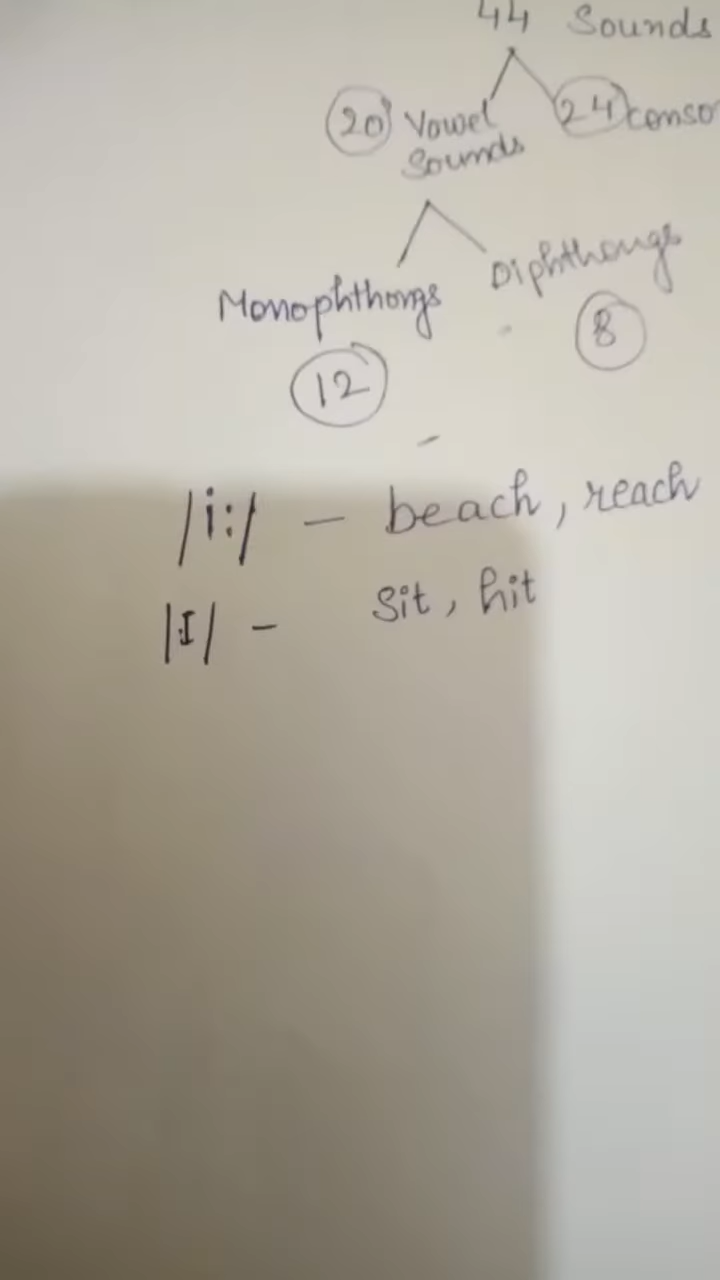 44 Sounds
20 Vowel 24 conso
Sounds
Monophthongs Diphthongs
12 8
/i:/ - beach, reach
/I/ - Sit, hit